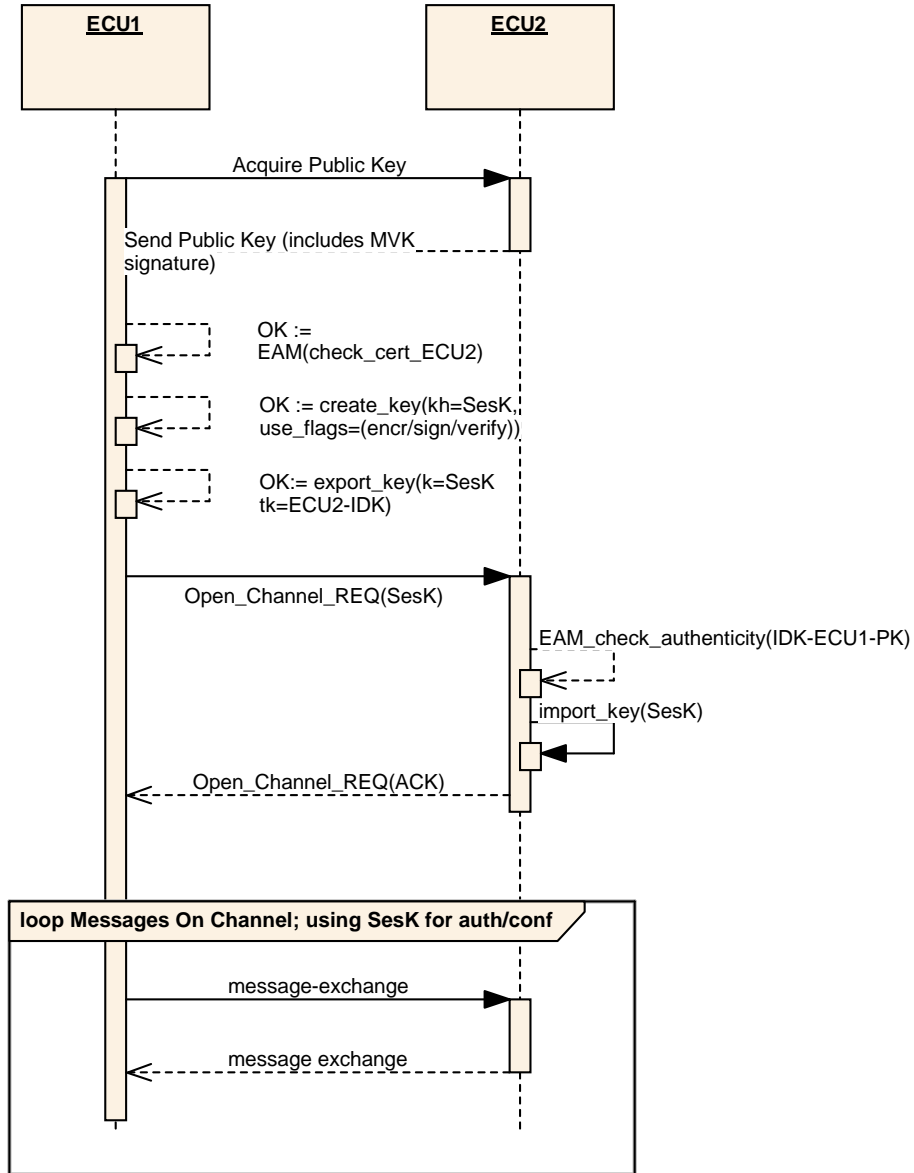 ECU1
ECU2
Acquire Public Key
Send Public Key (includes MVK
signature)
OK :=
EAM(check_cert_ECU2)
OK := create_key(kh=SesK,
use_flags=(encr/sign/verify))
OK:= export_key(k=SesK
tk=ECU2-IDK)
Open_Channel_REQ(SesK)
EAM_check_authenticity(IDK-ECU1-PK)
import_key(SesK)
Open_Channel_REQ(ACK)
loop Messages On Channel; using SesK for auth/conf
message-exchange
message exchange